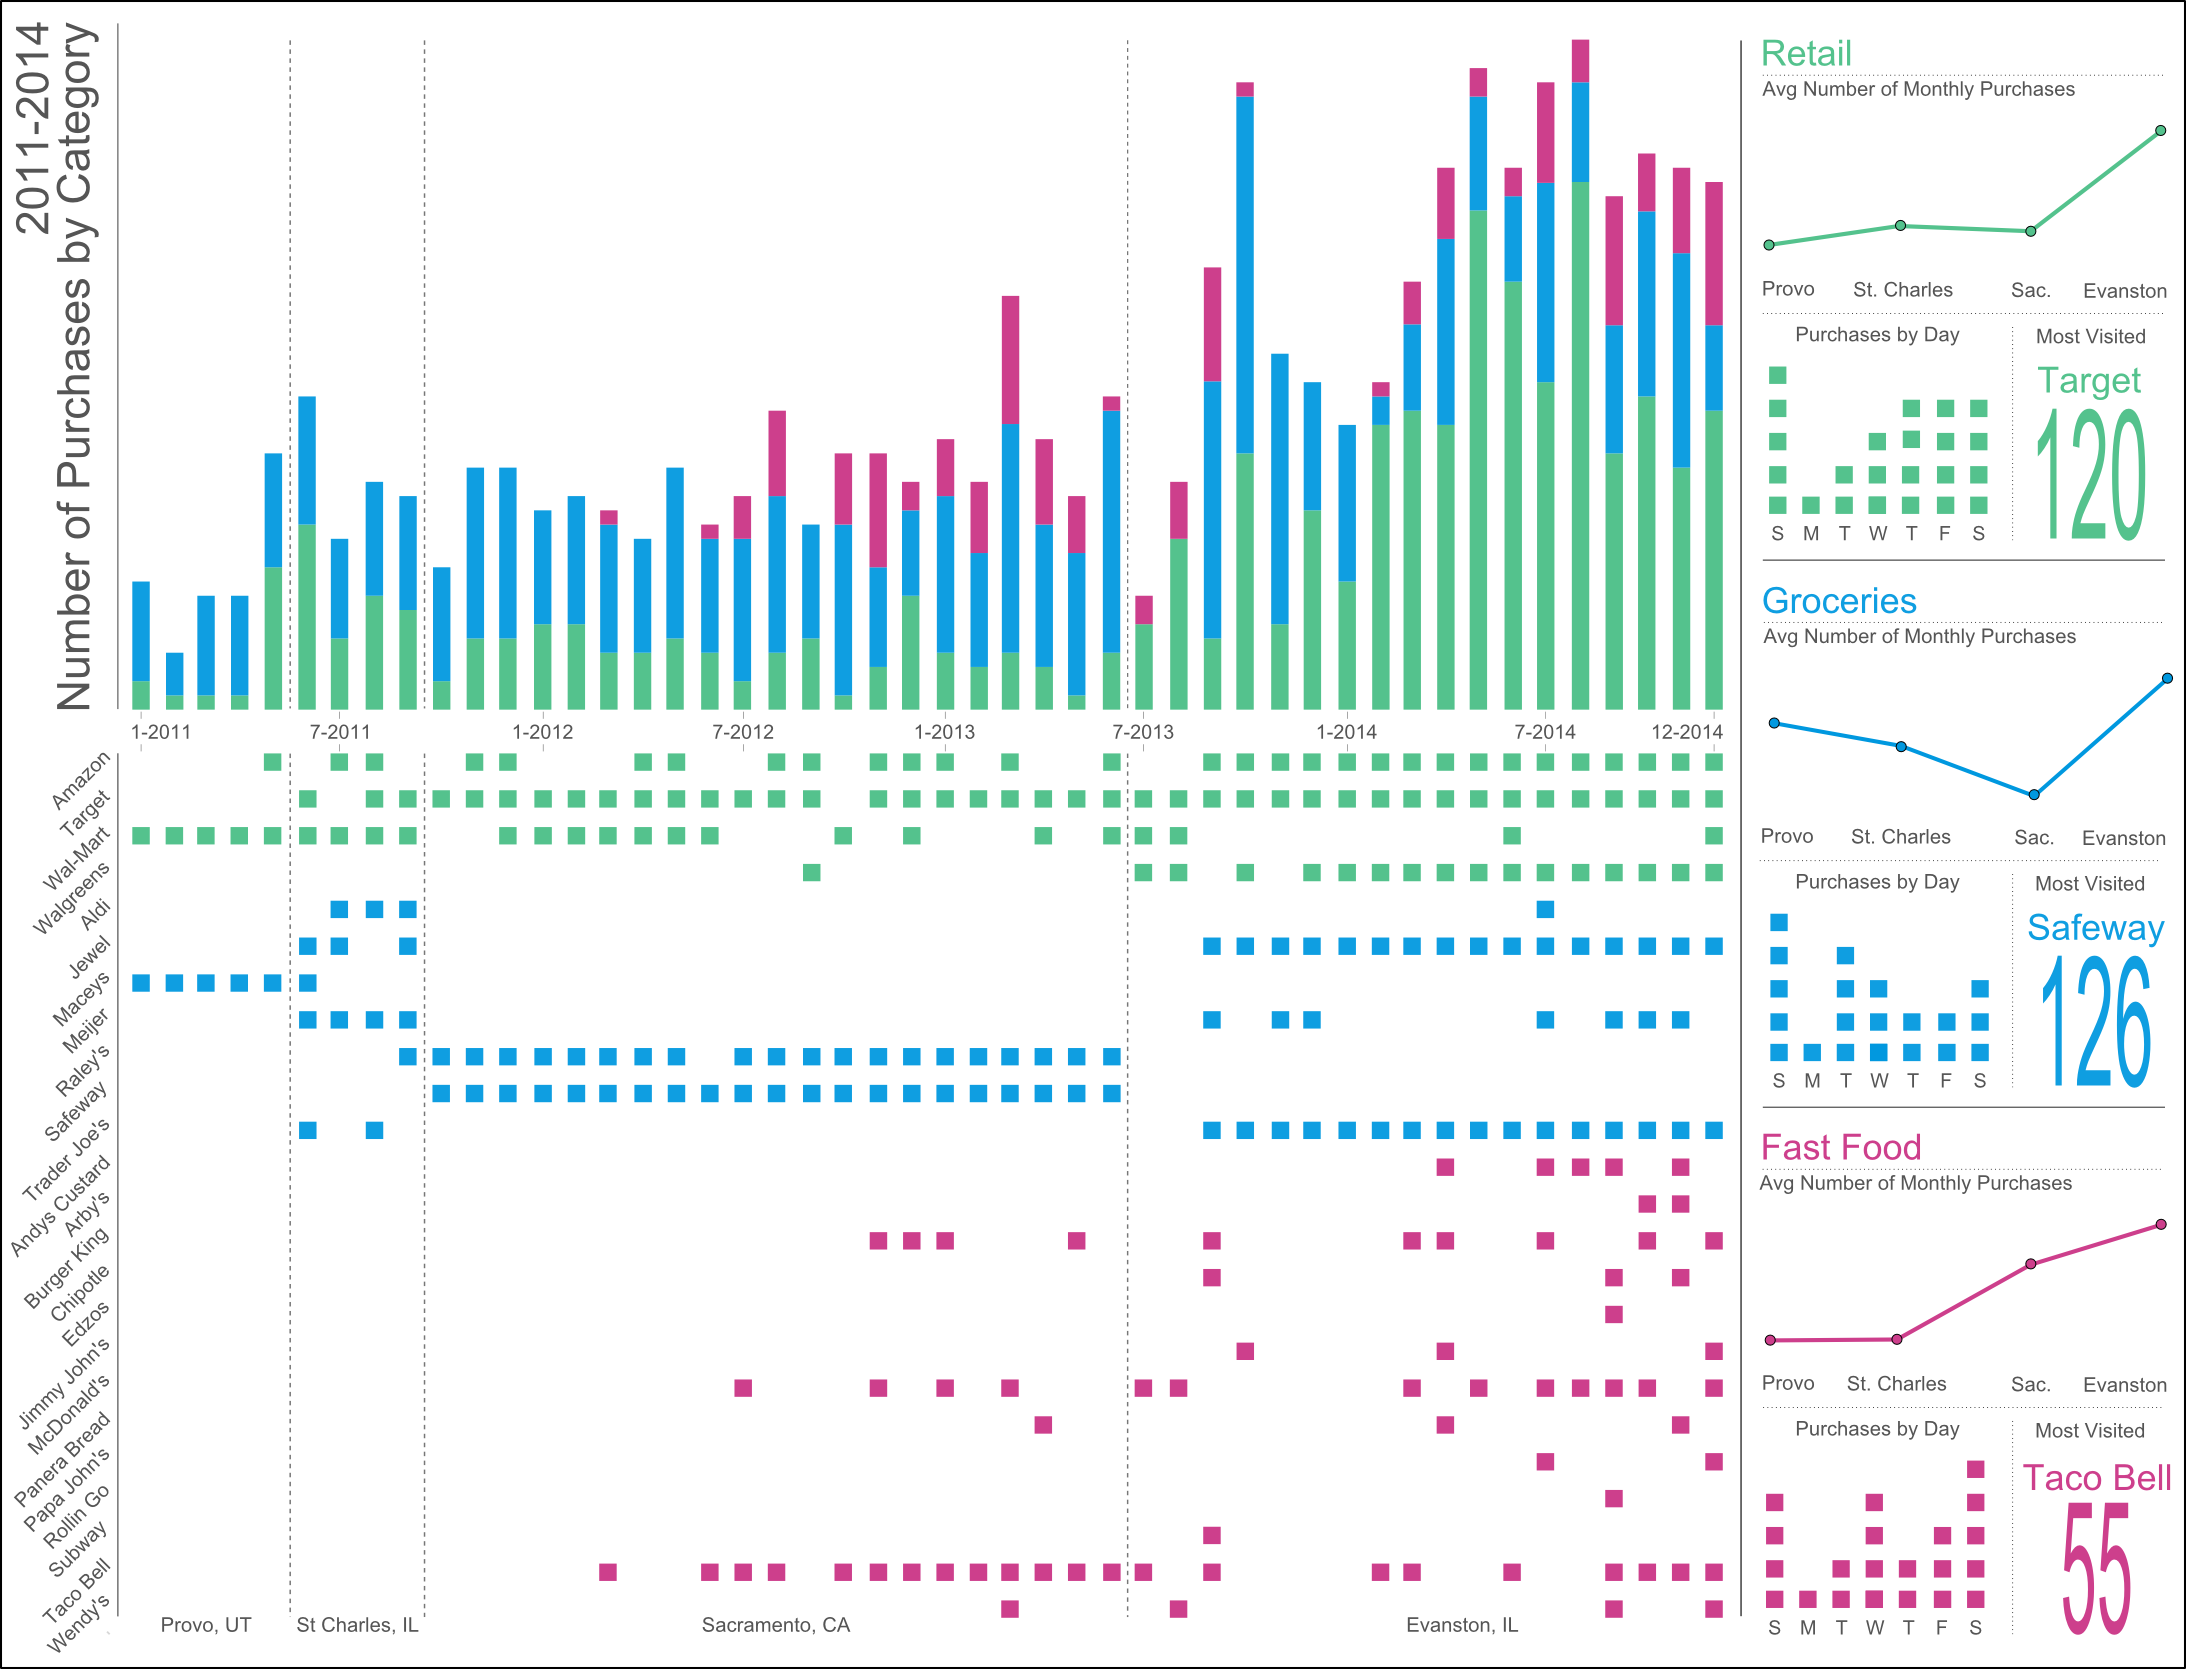 2011-2014
Number of Purchases by Category
1-2011
7-2011
1-2012
7-2012
1-2013
7-2013
1-2014
7-2014
12-2014
Amazon
Target
Wal-Mart
Walgreens
Aldi
Jewel
Maceys
Meijer
Raley's
Safeway
Trader Joe's
Andys Custard
Arby's
Burger King
Chipotle
Edzos
Jimmy John's
McDonald's
Panera Bread
Papa John's
Rollin Go
Subway
Taco Bell
Wendy's
Provo, UT
St Charles, IL
Sacramento, CA
Evanston, IL
Retail
Avg Number of Monthly Purchases
Provo St. Charles Sac. Evanston
Purchases by Day
S M T W T F S
Most Visited
Target
120
Groceries
Avg Number of Monthly Purchases
Provo St. Charles Sac. Evanston
Purchases by Day
S M T W T F S
Most Visited
Safeway
126
Fast Food
Avg Number of Monthly Purchases
Provo St. Charles Sac. Evanston
Purchases by Day
S M T W T F S
Most Visited
Taco Bell
55